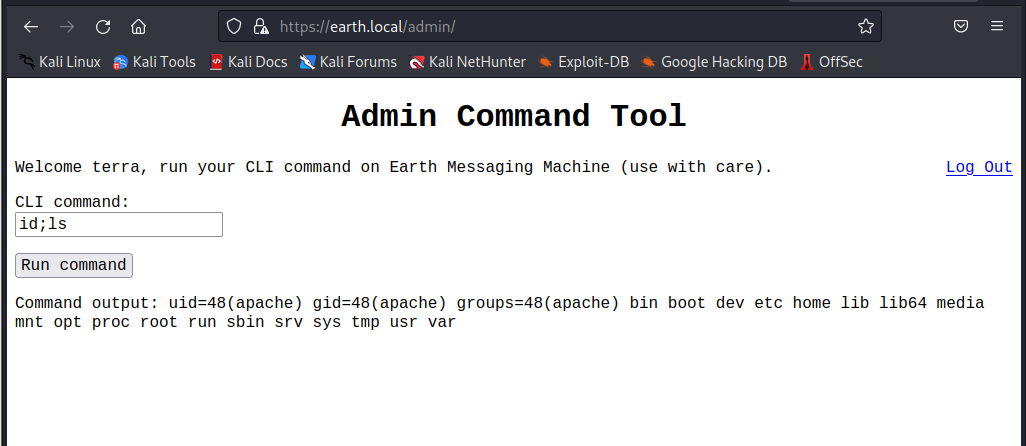 https://earth.local/admin/
Kali Linux Kali Tools Kali Docs Kali Forums Kali NetHunter Exploit-DB Google Hacking DB OffSec
Admin Command Tool
Welcome terra, run your CLI command on Earth Messaging Machine (use with care). Log Out
CLI command:
id;ls
Run command
Command output: uid=48(apache) gid=48(apache) groups=48(apache) bin boot dev etc home lib lib64 media
mnt opt proc root run sbin srv sys tmp usr var